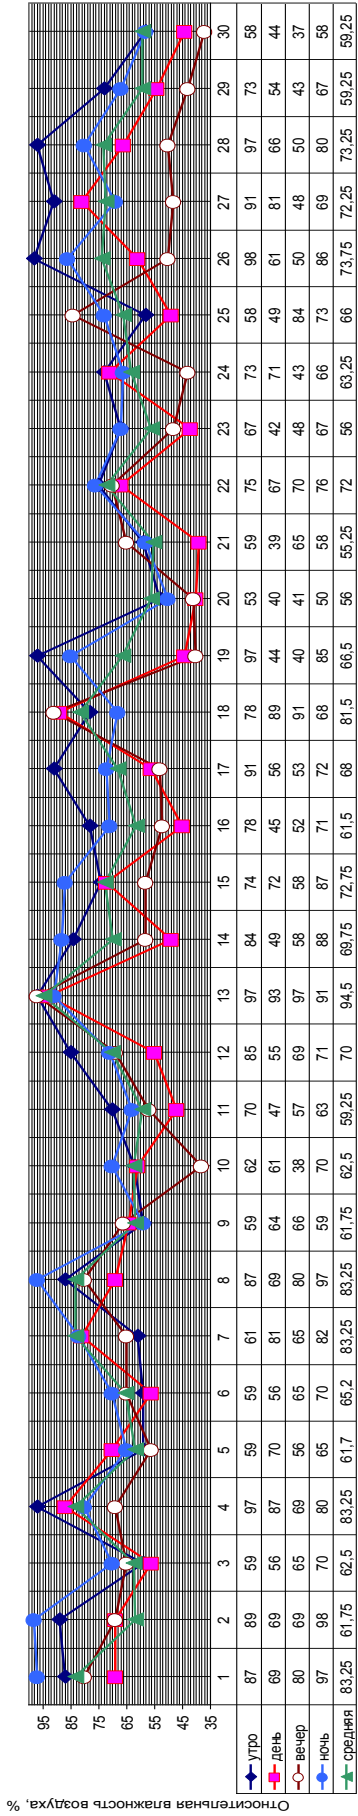 Относительная влажность воздуха, %
95
85
75
65
55
45
35
1 2 3 4 5 6 7 8 9 10 11 12 13 14 15 16 17 18 19 20 21 22 23 24 25 26 27 28 29 30
утро 87 89 59 97 59 59 61 87 59 62 70 85 97 84 74 78 91 78 97 53 59 75 67 73 58 98 91 97 73 58
день 69 69 56 87 70 56 81 69 64 61 47 55 93 49 72 45 56 89 44 40 39 67 42 71 49 61 81 66 54 44
вечер 80 69 65 69 56 65 65 80 66 38 57 69 97 58 58 52 53 91 40 41 65 70 48 43 84 50 48 50 43 37
ночь 97 98 70 80 65 70 82 97 59 70 63 71 91 88 87 71 72 68 85 50 58 76 67 66 73 86 69 80 67 58
средняя 83,25 61,75 62,5 83,25 61,7 65,2 83,25 83,25 61,75 62,5 59,25 70 94,5 69,75 72,75 61,5 68 81,5 66,5 56 55,25 72 56 63,25 66 73,75 72,25 73,25 59,25 59,25